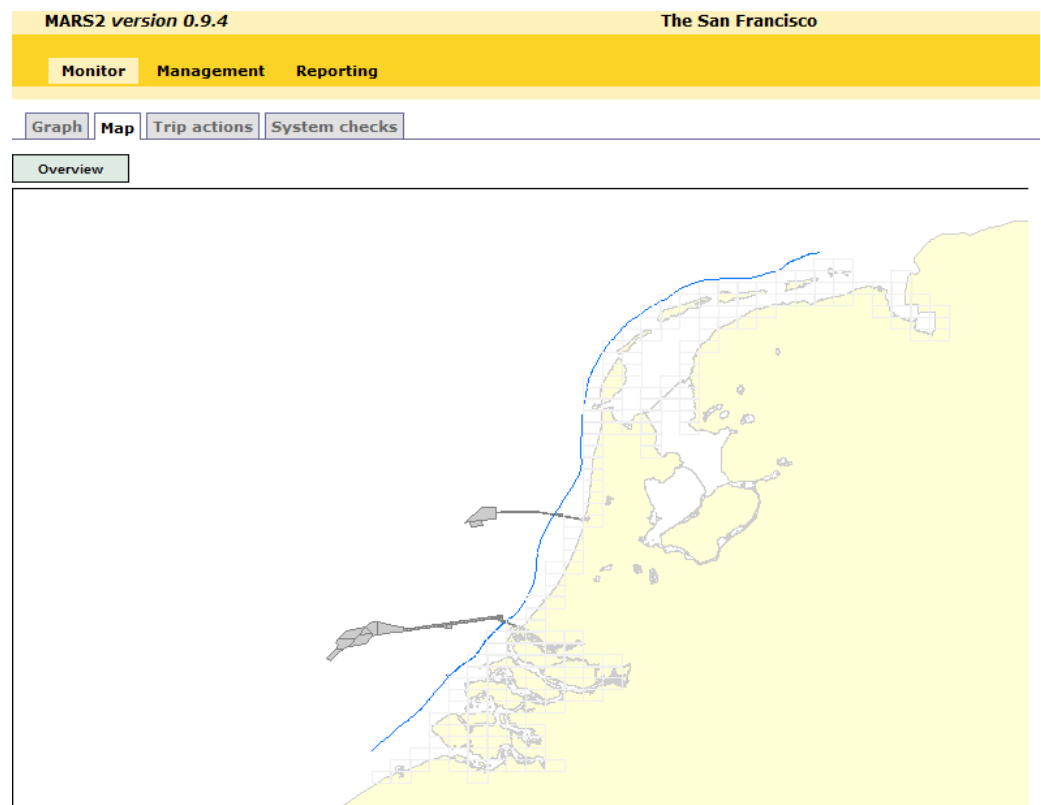 MARS2 version 0.9.4 The San Francisco
Monitor Management Reporting
Graph Map Trip actions System checks
Overview